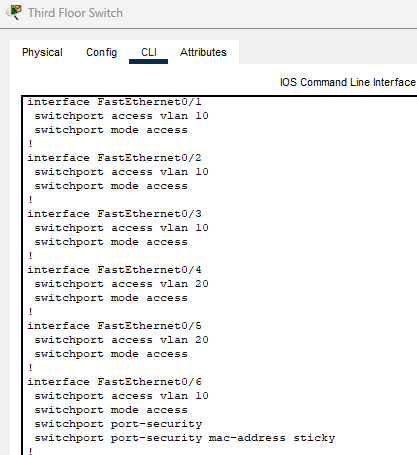 Third Floor Switch
Physical Config CLI Attributes
IOS Command Line Interface
interface FastEthernet0/1
switchport access vlan 10
switchport mode access
!
interface FastEthernet0/2
switchport access vlan 10
switchport mode access
!
interface FastEthernet0/3
switchport access vlan 10
switchport mode access
!
interface FastEthernet0/4
switchport access vlan 20
switchport mode access
!
interface FastEthernet0/5
switchport access vlan 20
switchport mode access
!
interface FastEthernet0/6
switchport access vlan 10
switchport mode access
switchport port-security
switchport port-security mac-address sticky
!